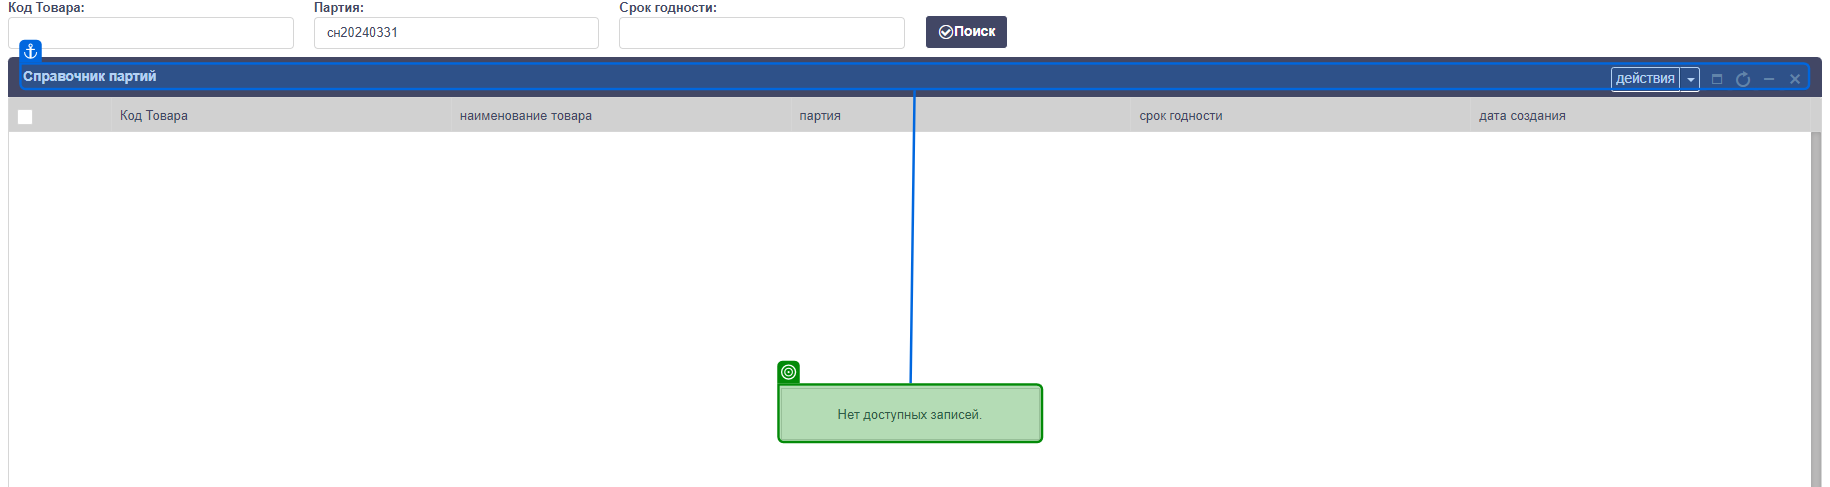 Код Товара: Партия: Срок годности:
сн20240331 Поиск
Справочник партий действия
Код Товара наименование товара партия срок годности дата создания
Нет доступных записей.